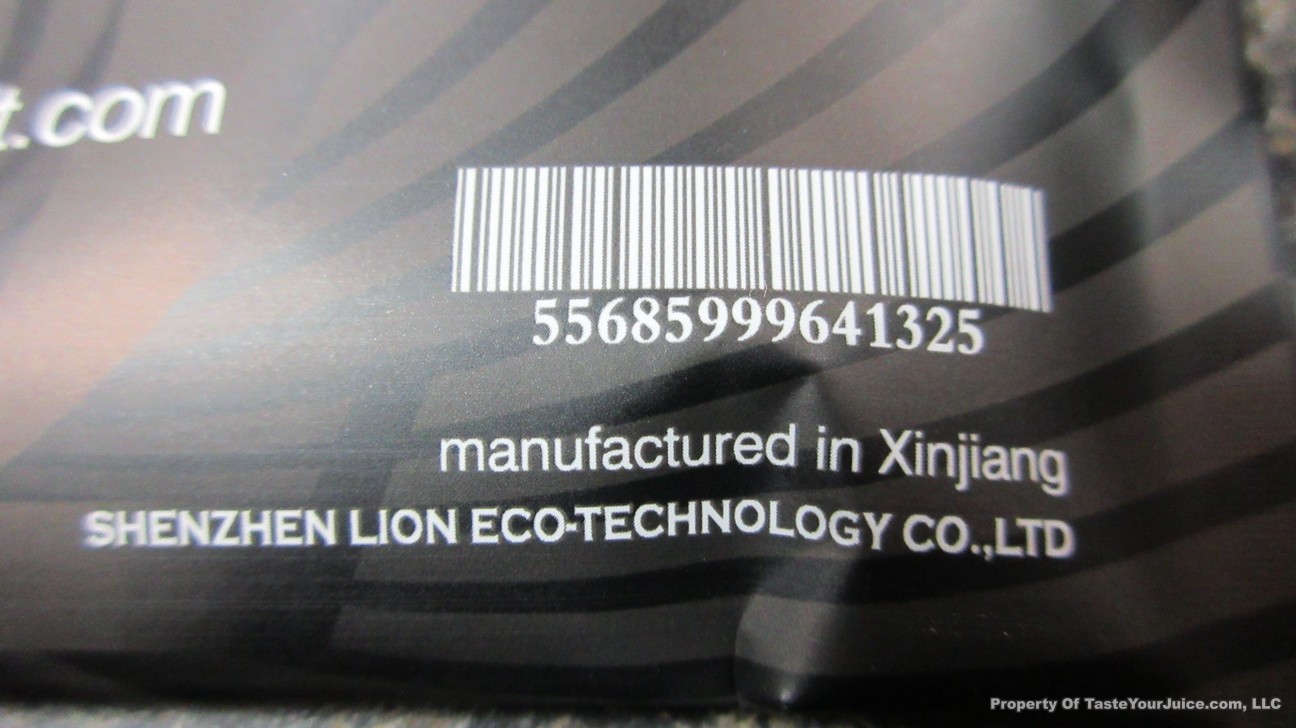 t.com
55685999641325
manufactured in Xinjiang
SHENZHEN LION ECO-TECHNOLOGY CO.,LTD
Property Of TasteYourJuice.com, LLC